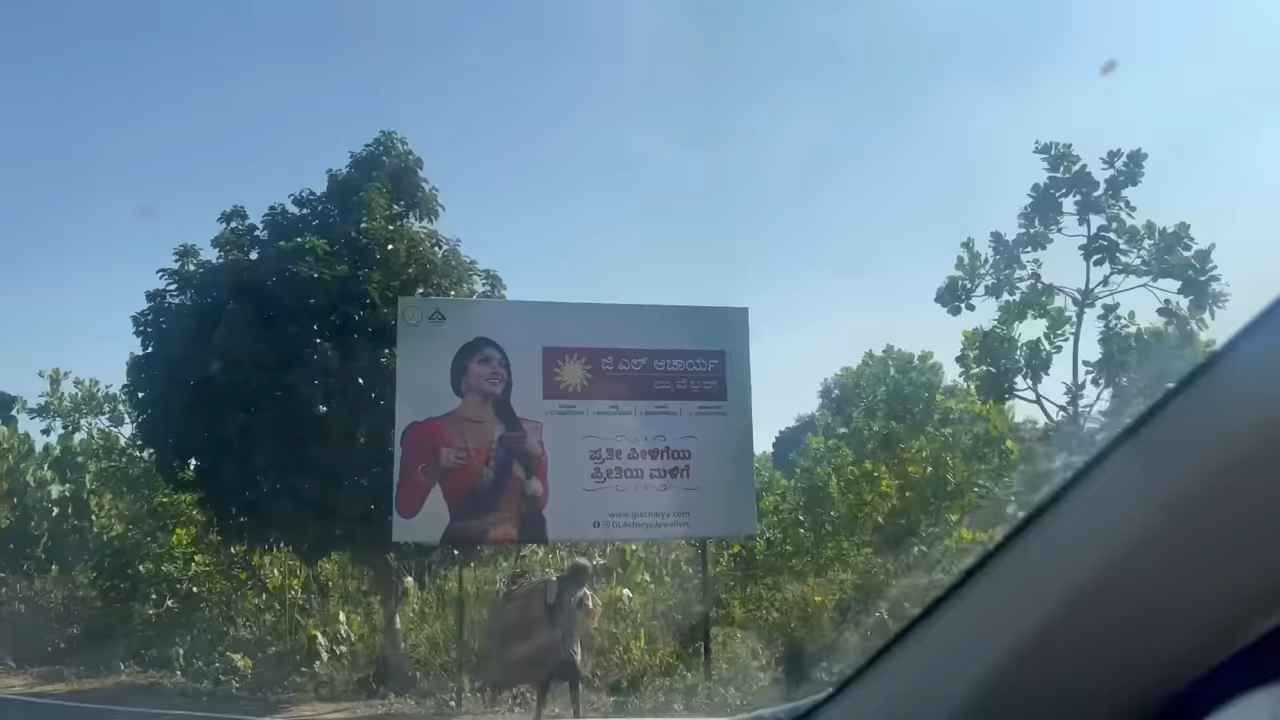 ಜಿ ಎಲ್ ಆಚಾರ್ಯ
ಜ್ಯುವೆಲ್ಲರ್ಸ್
ಪ್ರತೀ ಪೀಳಿಗೆಯ
ಪ್ರೀತಿಯ ಮಳಿಗೆ
www.glacharya.com
GLAcharyaJewellers